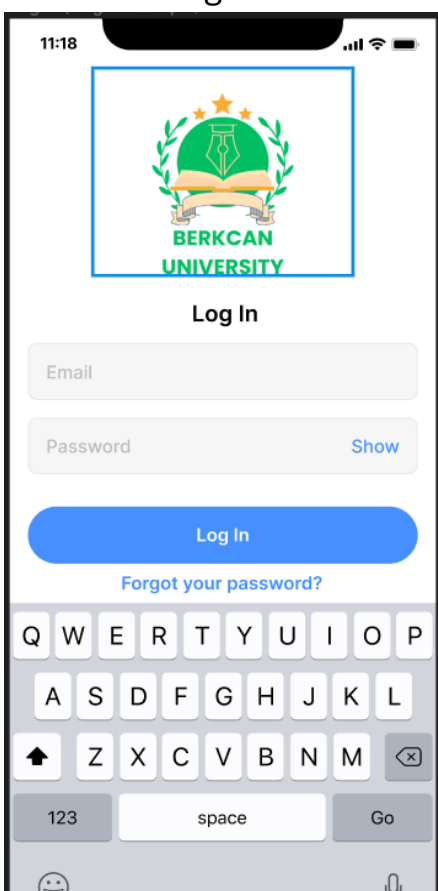 11:18
BERKCAN
UNIVERSITY
Log In
Email
Password Show
Log In
Forgot your password?
Q W E R T Y U I O P
A S D F G H J K L
Z X C V B N M
123 space Go